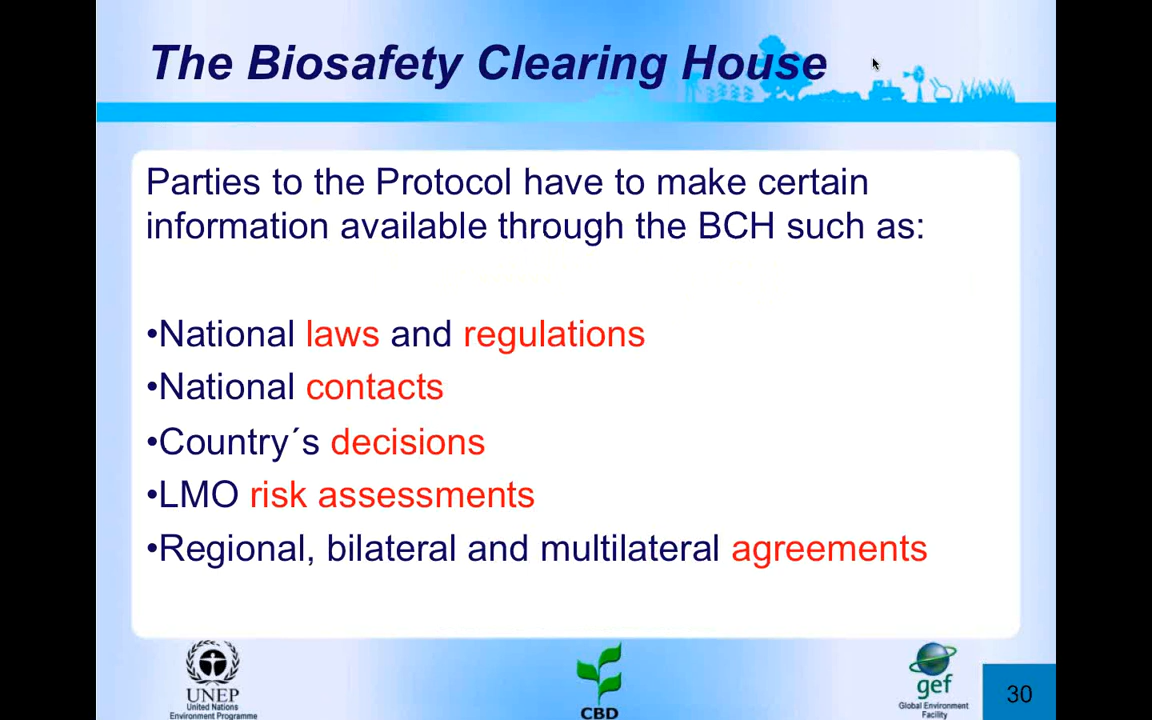 The Biosafety Clearing House
Parties to the Protocol have to make certain
information available through the BCH such as:
•National laws and regulations
•National contacts
•Country´s decisions
•LMO risk assessments
•Regional, bilateral and multilateral agreements
UNEP
United Nations
Environment Programme
CBD
gef
Global Environment
Facility
30